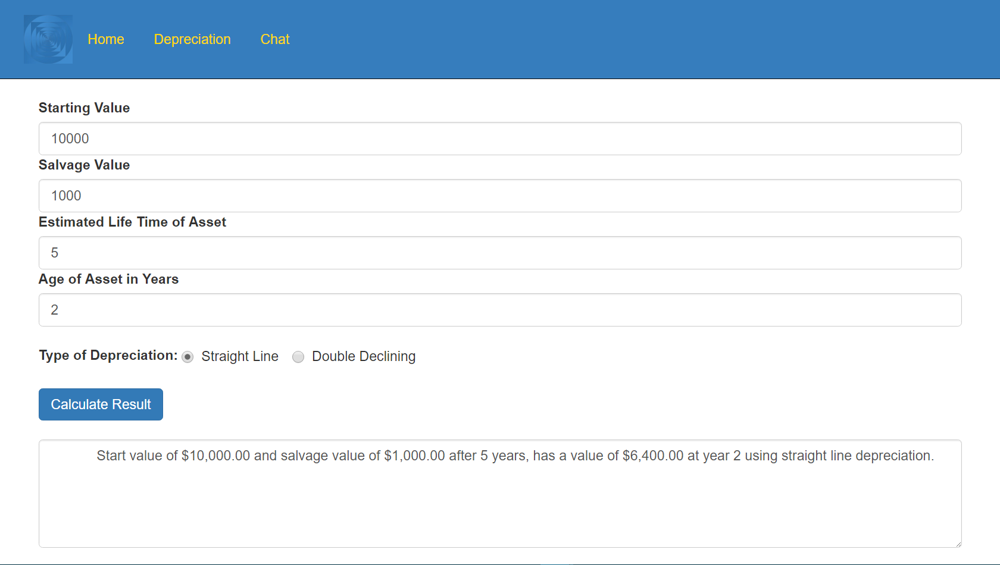 Home Depreciation Chat
Starting Value
10000
Salvage Value
1000
Estimated Life Time of Asset
5
Age of Asset in Years
2
Type of Depreciation: Straight Line Double Declining
Calculate Result
Start value of $10,000.00 and salvage value of $1,000.00 after 5 years, has a value of $6,400.00 at year 2 using straight line depreciation.